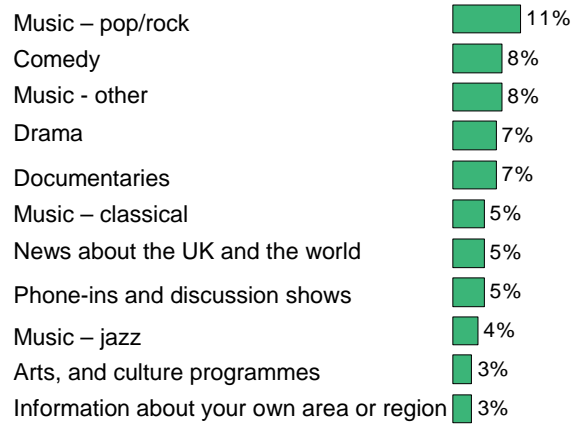 Music – pop/rock 11%
Comedy 8%
Music - other 8%
Drama 7%
Documentaries 7%
Music – classical 5%
News about the UK and the world 5%
Phone-ins and discussion shows 5%
Music – jazz 4%
Arts, and culture programmes 3%
Information about your own area or region 3%